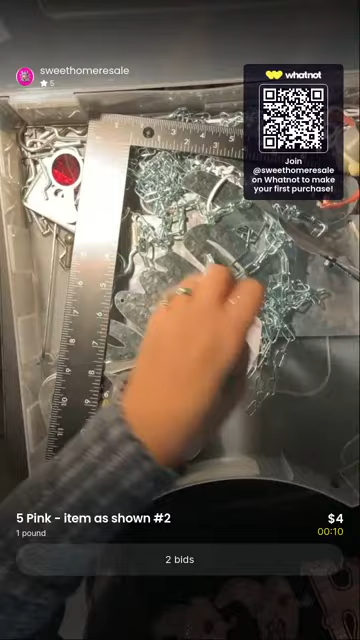 sweethomeresale
★ 5
whatnot
Join
@sweethomeresale
on Whatnot to make
your first purchase!
5 Pink - item as shown #2
$4
1 pound
00:10
2 bids